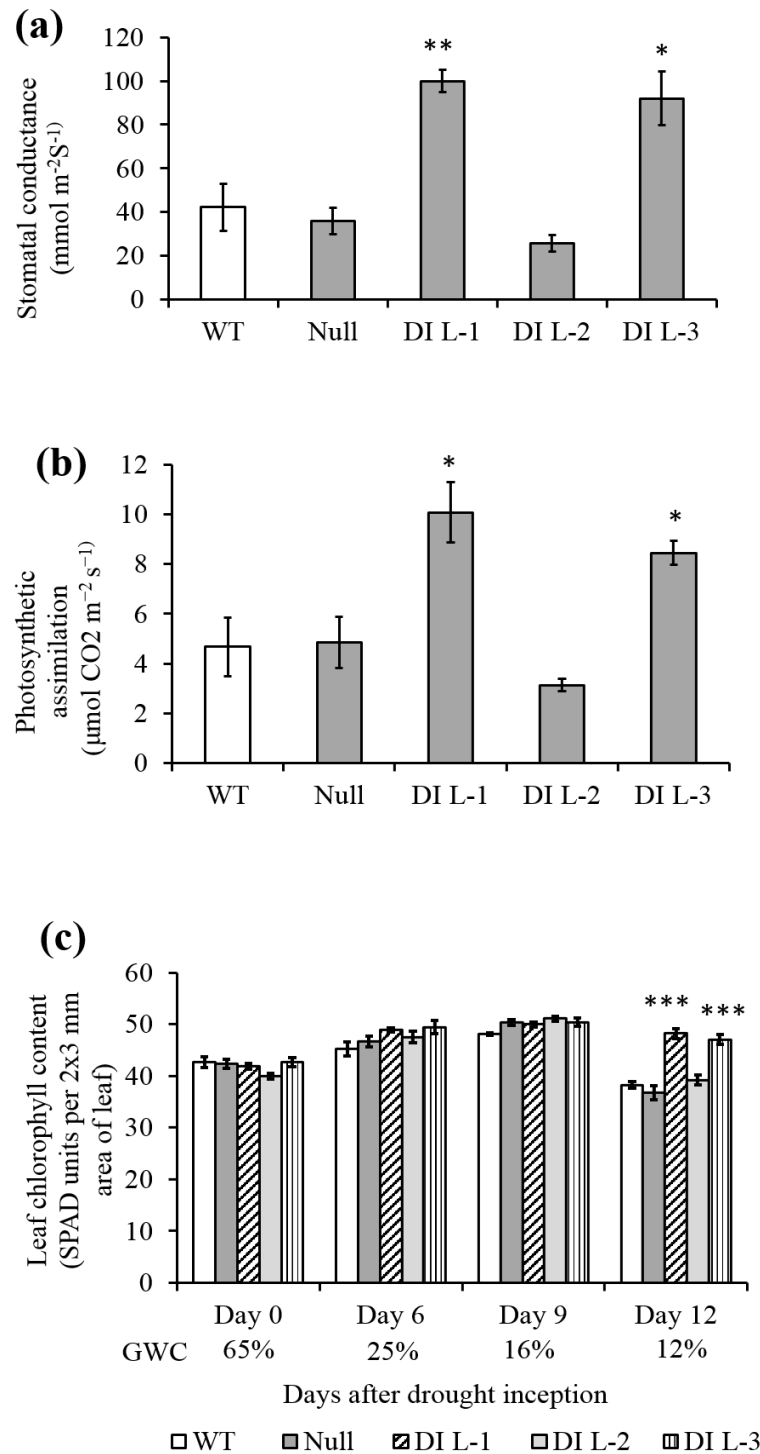 (a)
Stomatal conductance
(mmol m-2S-1)
120
100
80
60
40
20
0
**
*
WT Null DI L-1 DI L-2 DI L-3
(b)
Photosynthetic
assimilation
(µmol CO2 m−2 s−1)
12
10
8
6
4
2
0
*
*
WT Null DI L-1 DI L-2 DI L-3
(c)
Leaf chlorophyll content
(SPAD units per 2x3 mm
area of leaf)
60
50
40
30
20
10
0
***
***
Day 0 Day 6 Day 9 Day 12
GWC 65% 25% 16% 12%
Days after drought inception
WT Null DI L-1 DI L-2 DI L-3